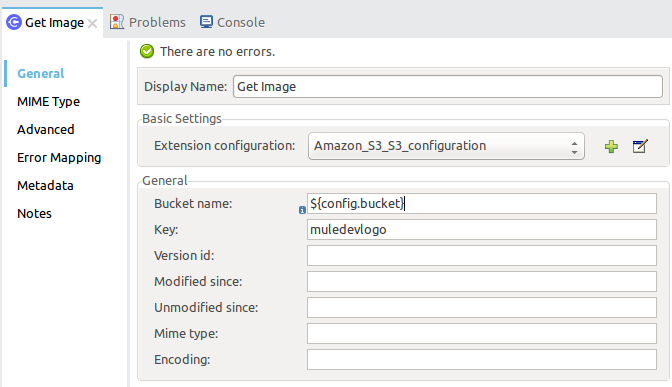 Get Image
Problems
Console
There are no errors.
General
MIME Type
Advanced
Error Mapping
Metadata
Notes
Display Name: Get Image
Basic Settings
Extension configuration: Amazon_S3_S3_configuration
General
Bucket name: ${config.bucket}
Key: muledevlogo
Version id:
Modified since:
Unmodified since:
Mime type:
Encoding: